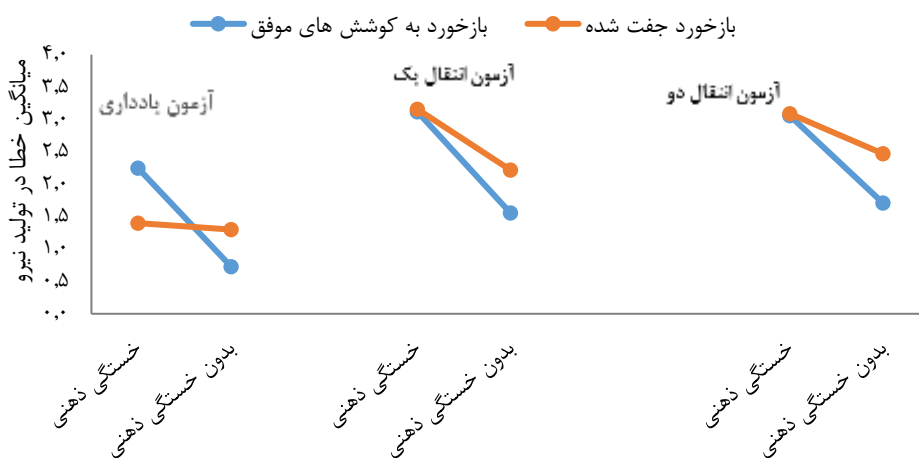 بازخورد به کوشش های موفق
بازخورد جفت شده
میانگین خطا در تولید نیرو
۴٫۰
۳٫۵
۳٫۰
۲٫۵
۲٫۰
۱٫۵
۱٫۰
۰٫۵
۰٫۰
آزمون یادداری
آزمون انتقال یک
آزمون انتقال دو
خستگی ذهنی
بدون خستگی ذهنی
خستگی ذهنی
بدون خستگی ذهنی
خستگی ذهنی
بدون خستگی ذهنی